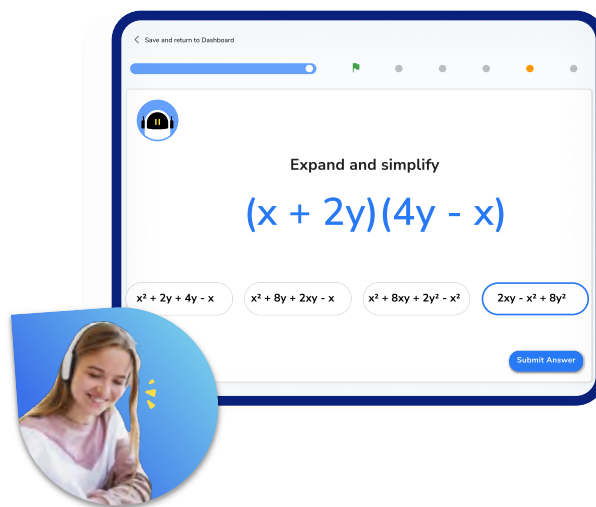 Save and return to Dashboard
Expand and simplify
(x + 2y)(4y - x)
x² + 2y + 4y - x
x² + 8y + 2xy - x
x² + 8xy + 2y² - x²
2xy - x² + 8y²
Submit Answer